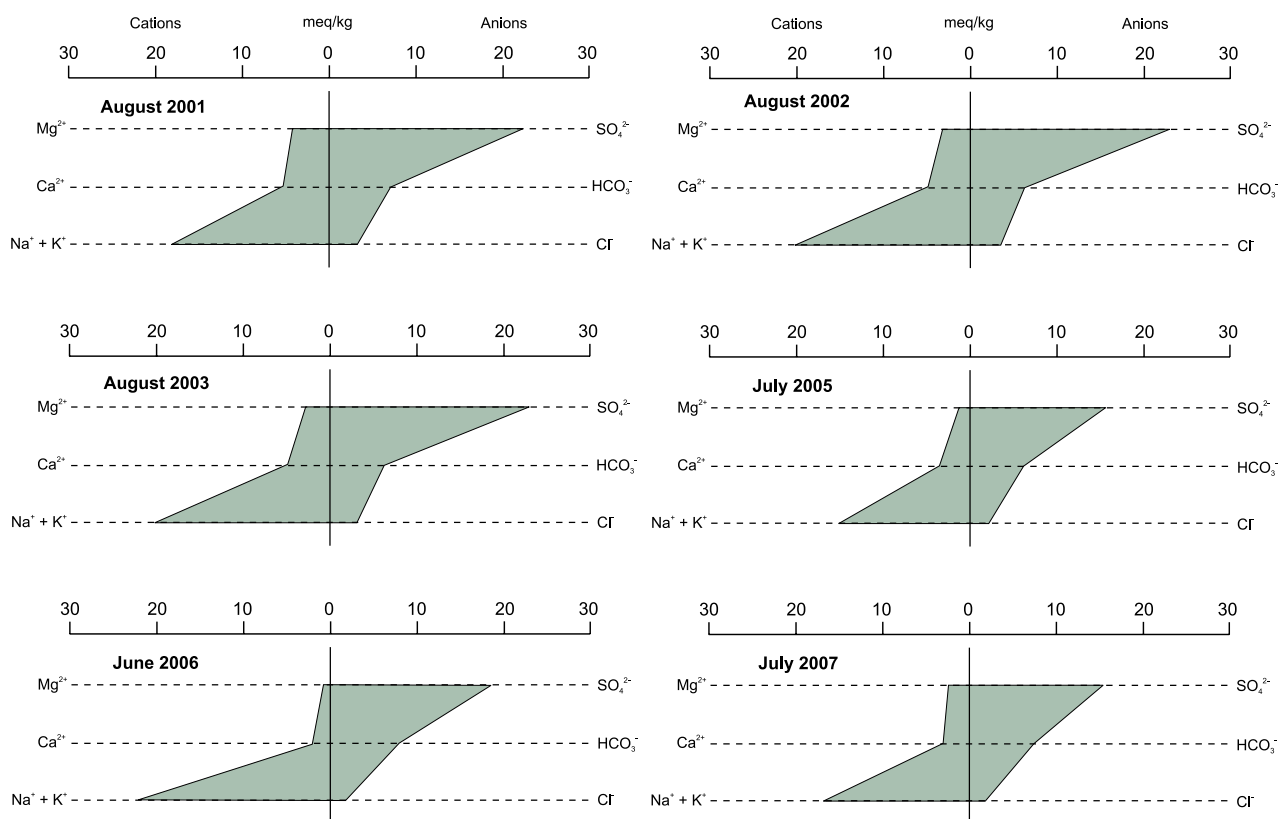 Cations meq/kg Anions
30 20 10 0 10 20 30
August 2001
Mg²⁺ SO₄²⁻
Ca²⁺ HCO₃⁻
Na⁺ + K⁺ Cl⁻
Cations meq/kg Anions
30 20 10 0 10 20 30
August 2002
Mg²⁺ SO₄²⁻
Ca²⁺ HCO₃⁻
Na⁺ + K⁺ Cl⁻
30 20 10 0 10 20 30
August 2003
Mg²⁺ SO₄²⁻
Ca²⁺ HCO₃⁻
Na⁺ + K⁺ Cl⁻
30 20 10 0 10 20 30
July 2005
Mg²⁺ SO₄²⁻
Ca²⁺ HCO₃⁻
Na⁺ + K⁺ Cl⁻
30 20 10 0 10 20 30
June 2006
Mg²⁺ SO₄²⁻
Ca²⁺ HCO₃⁻
Na⁺ + K⁺ Cl⁻
30 20 10 0 10 20 30
July 2007
Mg²⁺ SO₄²⁻
Ca²⁺ HCO₃⁻
Na⁺ + K⁺ Cl⁻